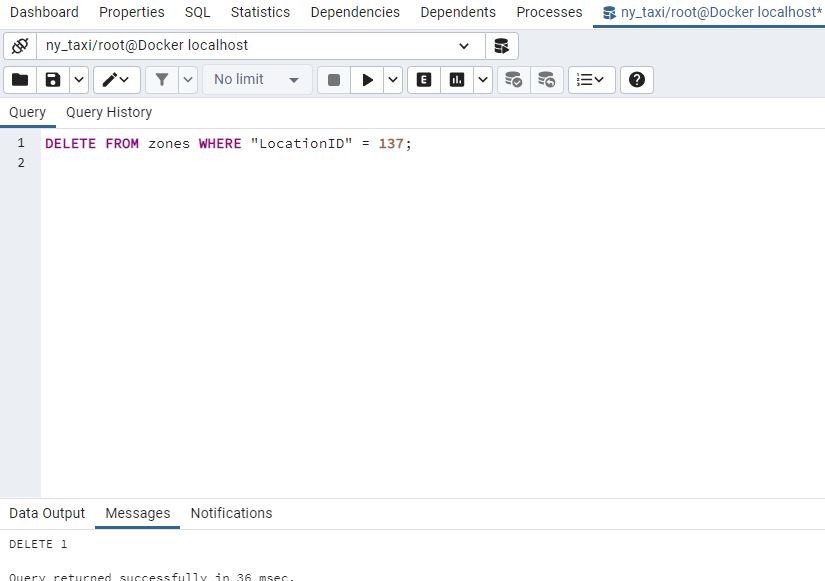 Dashboard Properties SQL Statistics Dependencies Dependents Processes ny_taxi/root@Docker localhost*
ny_taxi/root@Docker localhost
No limit E
Query Query History
1 DELETE FROM zones WHERE "LocationID" = 137;
2
Data Output Messages Notifications
DELETE 1
Query returned successfully in 36 msec.